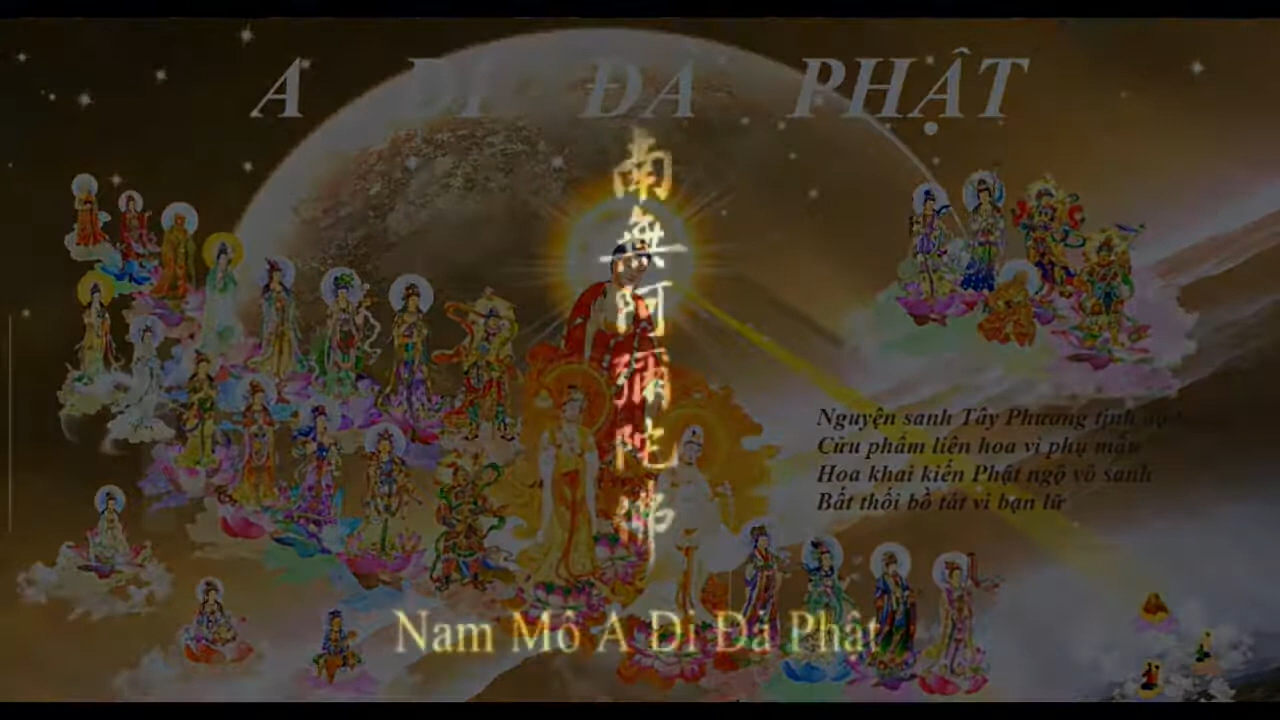 A DI ĐÀ PHẬT
南無阿彌陀佛
Nguyện sanh Tây Phương tịnh độ
Cửu phẩm liên hoa vi phụ mẫu
Hoa khai kiến Phật ngộ vô sanh
Bất thối bồ tát vi bạn lữ
Nam Mô A Di Đà Phật